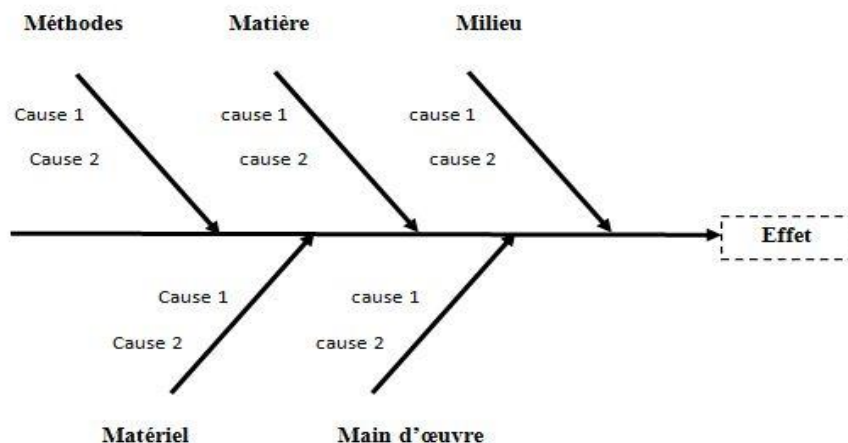 Méthodes Matière Milieu
Cause 1 cause 1 cause 1
Cause 2 cause 2 cause 2
Effet
Cause 1 cause 1
Cause 2 cause 2
Matériel Main d’œuvre